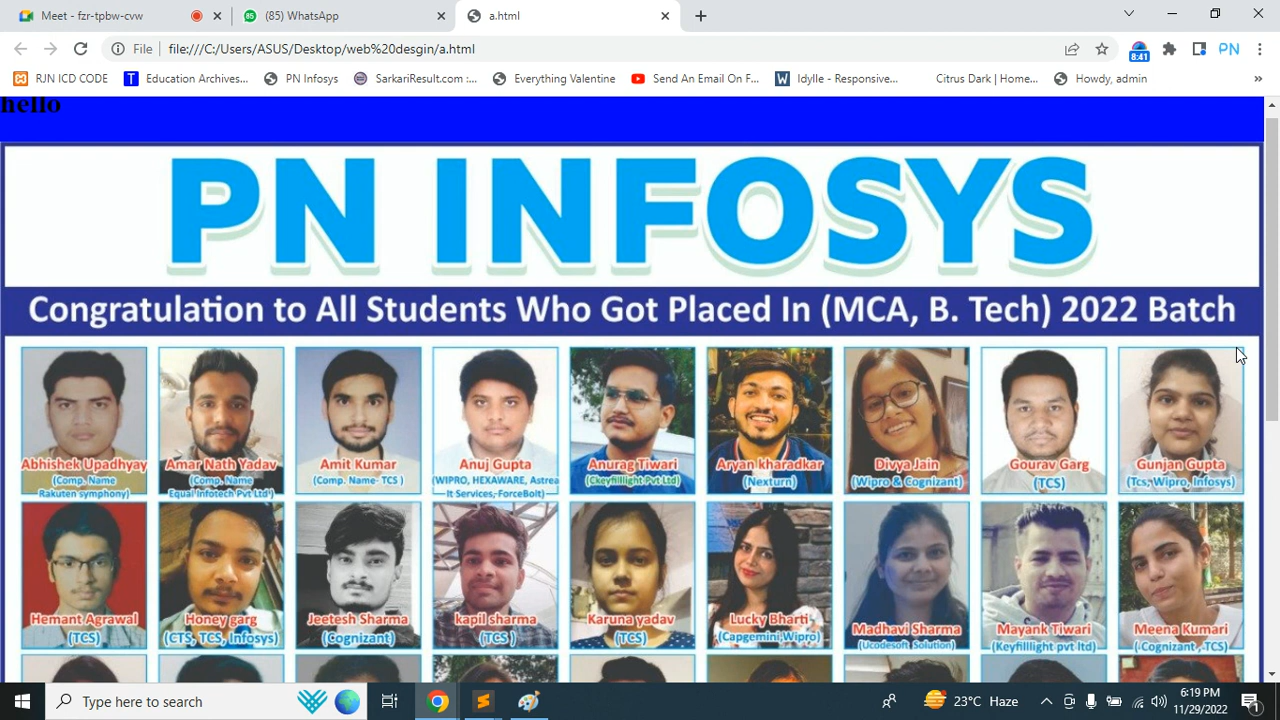 Meet - fzr-tpbw-cvw
(85) WhatsApp
a.html
File
file:///C:/Users/ASUS/Desktop/web%20desgin/a.html
8:41
PN
RJN ICD CODE
Education Archives...
PN Infosys
SarkariResult.com :...
Everything Valentine
Send An Email On F...
Idylle - Responsive...
Citrus Dark | Home...
Howdy, admin
»
hello
PN INFOSYS
Congratulation to All Students Who Got Placed In (MCA, B. Tech) 2022 Batch
Abhishek Upadhyay
(Comp. Name
Rakuten symphony)
Amar Nath Yadav
(Comp. Name
Equal Infotech Pvt Ltd')
Amit Kumar
(Comp. Name- TCS )
Anuj Gupta
(WIPRO, HEXAWARE, Astrea
It Services, ForceBolt)
Anurag Tiwari
(Ckeyfilllight Pvt Ltd)
Aryan kharadkar
(Nexturn)
Divya Jain
(Wipro & Cognizant)
Gourav Garg
(TCS)
Gunjan Gupta
(Tcs, Wipro, Infosys)
Hemant Agrawal
(TCS)
Honey garg
(CTS, TCS, Infosys)
Jeetesh Sharma
(Cognizant)
kapil sharma
(TCS )
Karuna yadav
(TCS)
Lucky Bharti
(Capgemini,Wipro)
Madhavi Sharma
(Ucodesoft Solution)
Mayank Tiwari
(Keyfilllight pvt ltd)
Meena Kumari
(Cognizant , TCS)
Type here to search
23°C Haze
6:19 PM
11/29/2022
1